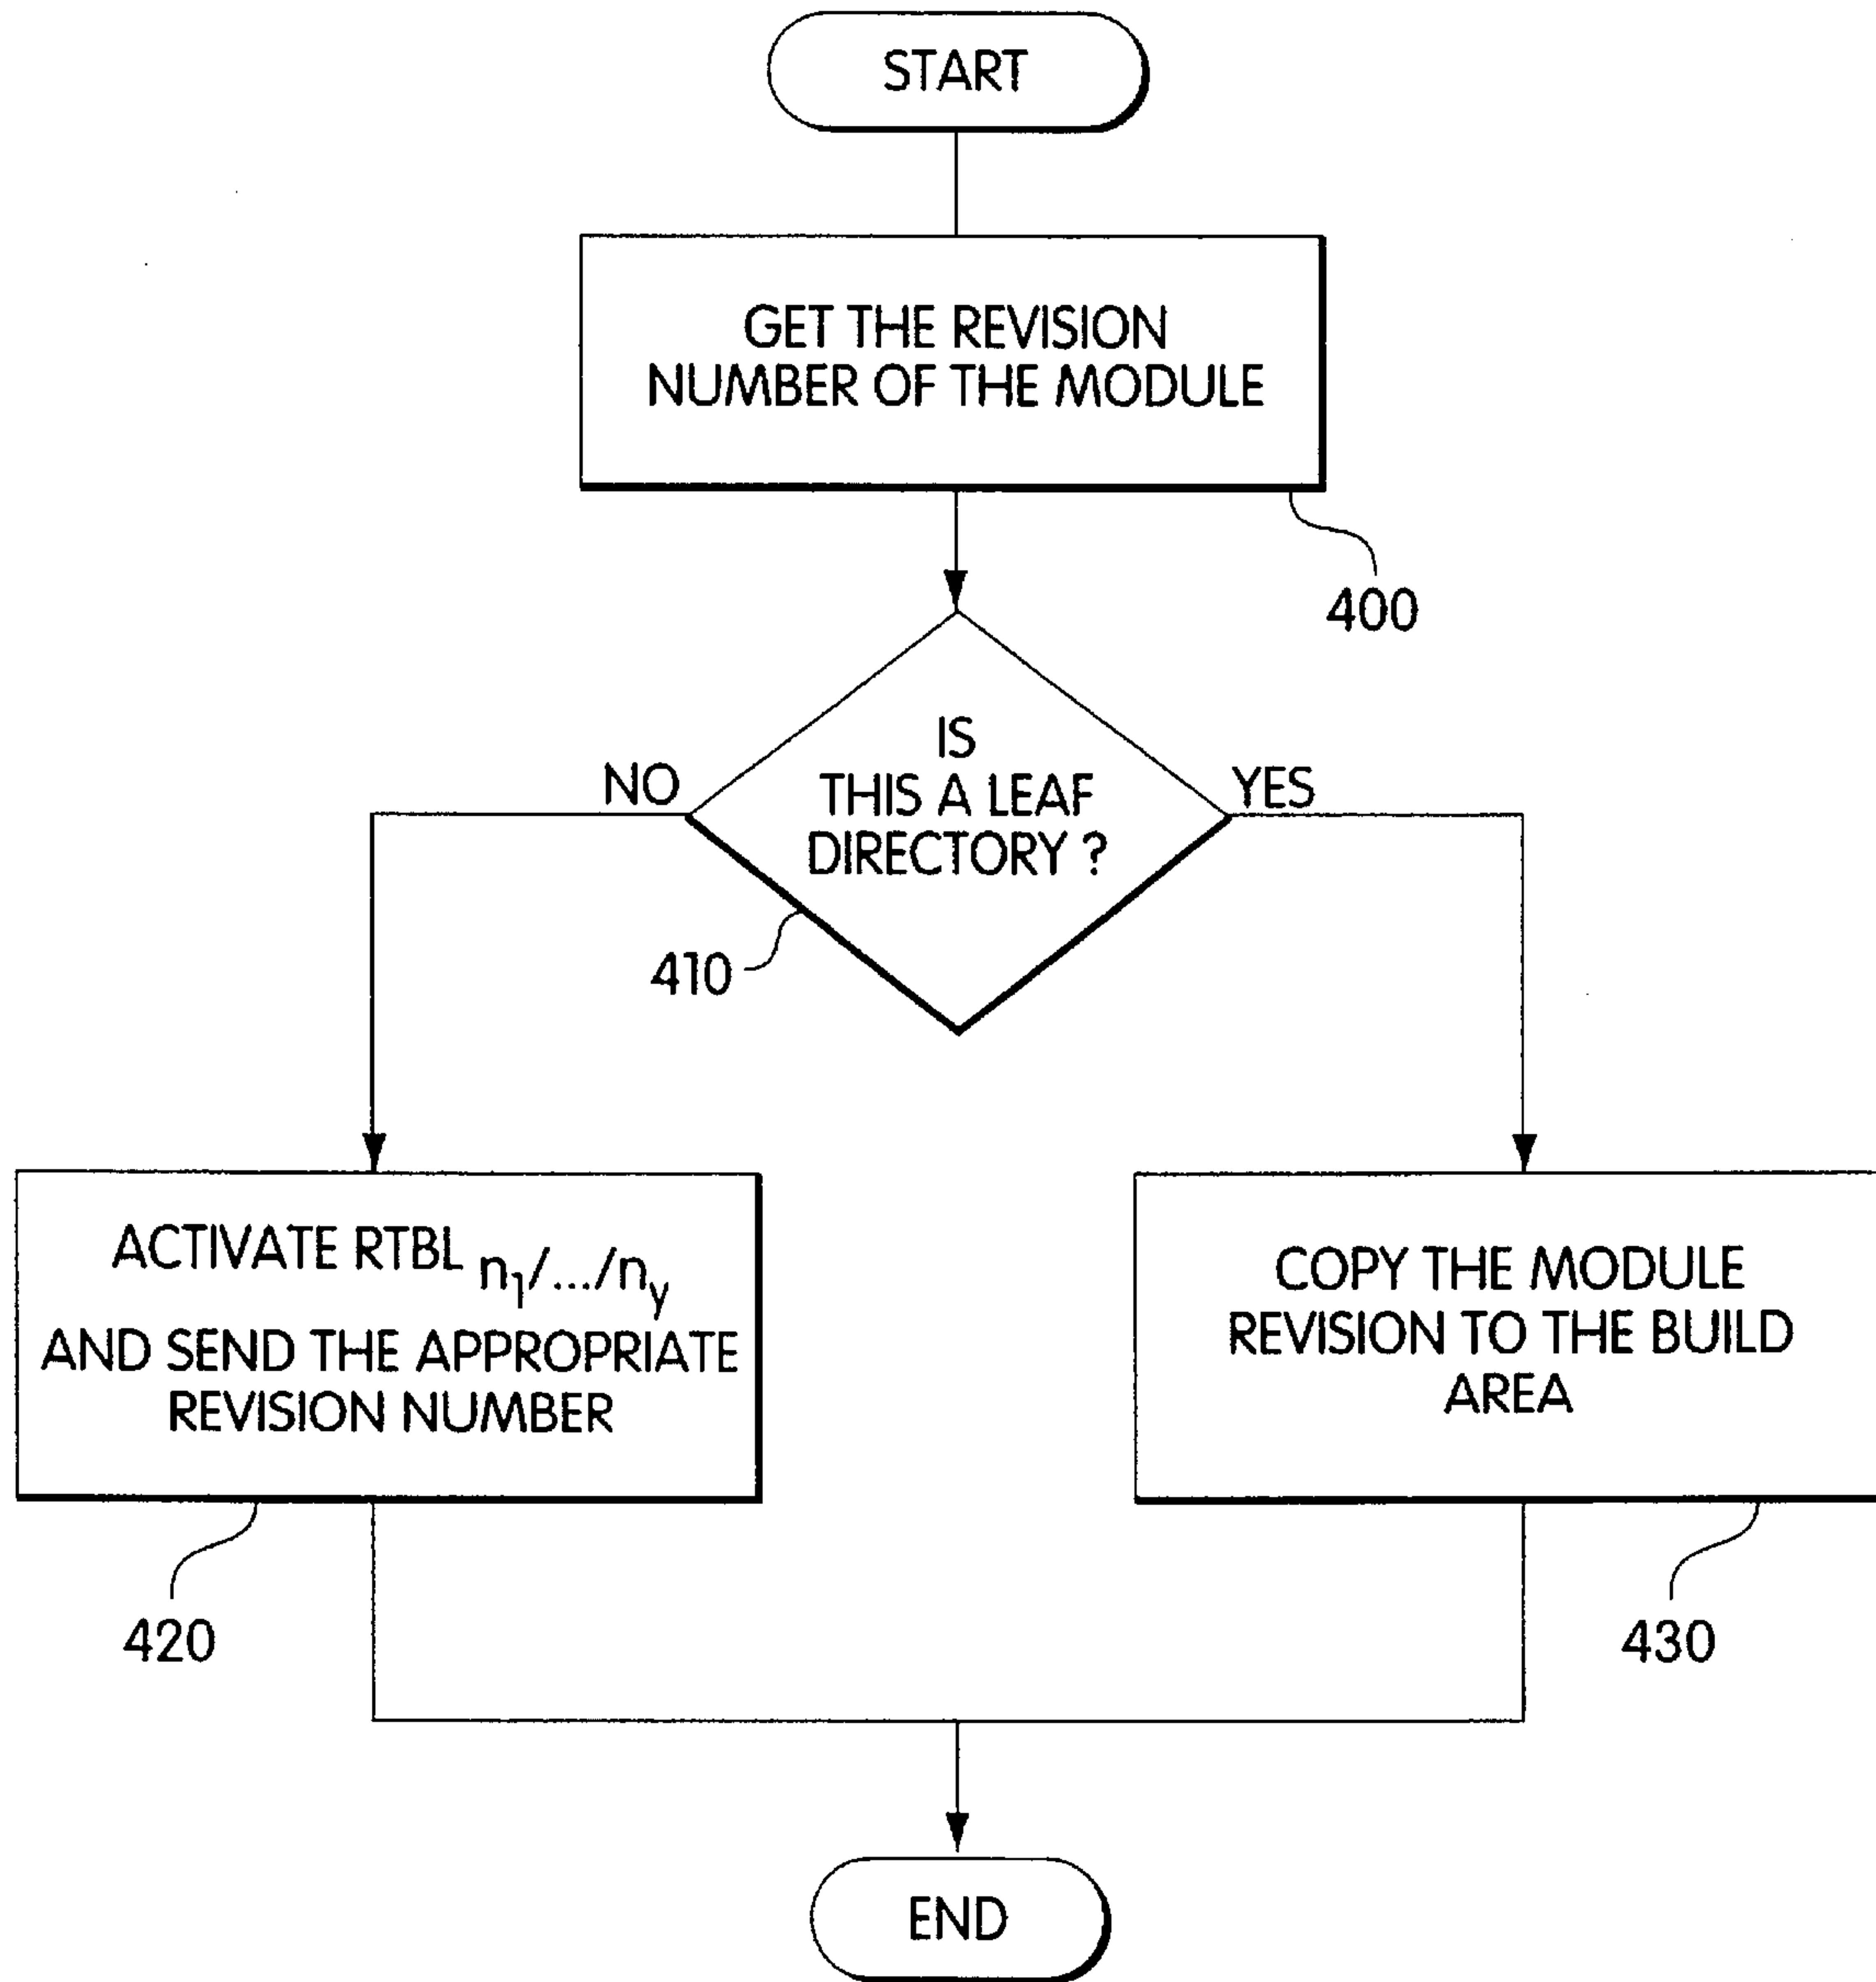 START
GET THE REVISION
NUMBER OF THE MODULE
400
IS
THIS A LEAF
DIRECTORY ?
NO
YES
410
ACTIVATE RTBL n1/.../ny
AND SEND THE APPROPRIATE
REVISION NUMBER
COPY THE MODULE
REVISION TO THE BUILD
AREA
420
430
END